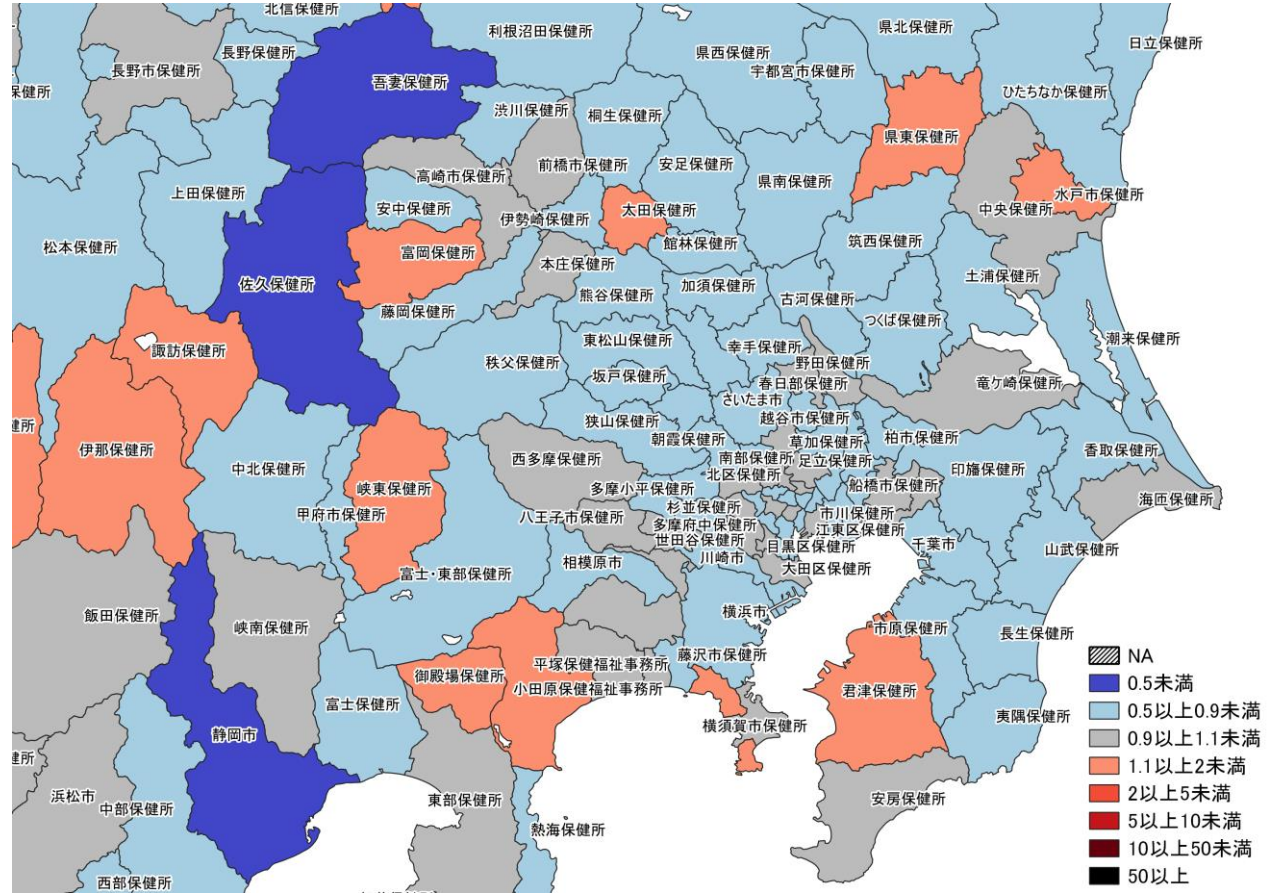 北信保健所
利根沼田保健所
県北保健所
長野保健所
県西保健所
日立保健所
長野市保健所
宇都宮市保健所
保健所
吾妻保健所
ひたちなか保健所
渋川保健所
桐生保健所
県東保健所
前橋市保健所
安足保健所
高崎市保健所
県南保健所
上田保健所
水戸市保健所
安中保健所
太田保健所
中央保健所
伊勢崎保健所
松本保健所
館林保健所
筑西保健所
富岡保健所
本庄保健所
土浦保健所
佐久保健所
加須保健所
熊谷保健所
古河保健所
藤岡保健所
つくば保健所
東松山保健所
潮来保健所
幸手保健所
諏訪保健所
秩父保健所
野田保健所
坂戸保健所
春日部保健所
竜ケ崎保健所
さいたま市
狭山保健所
越谷市保健所
健所
朝霞保健所
草加保健所
柏市保健所
伊那保健所
西多摩保健所
南部保健所
足立保健所
香取保健所
中北保健所
北区保健所
印旛保健所
峡東保健所
多摩小平保健所
船橋市保健所
海匝保健所
杉並保健所
市川保健所
甲府市保健所
八王子市保健所
多摩府中保健所
江東区保健所
世田谷保健所
目黒区保健所
千葉市
山武保健所
川崎市
相模原市
大田区保健所
富士・東部保健所
横浜市
飯田保健所
峡南保健所
市原保健所
長生保健所
藤沢市保健所
平塚保健福祉事務所
御殿場保健所
小田原保健福祉事務所
君津保健所
富士保健所
夷隅保健所
横須賀市保健所
静岡市
健所
浜松市
中部保健所
東部保健所
安房保健所
熱海保健所
西部保健所
NA
0.5未満
0.5以上0.9未満
0.9以上1.1未満
1.1以上2未満
2以上5未満
5以上10未満
10以上50未満
50以上